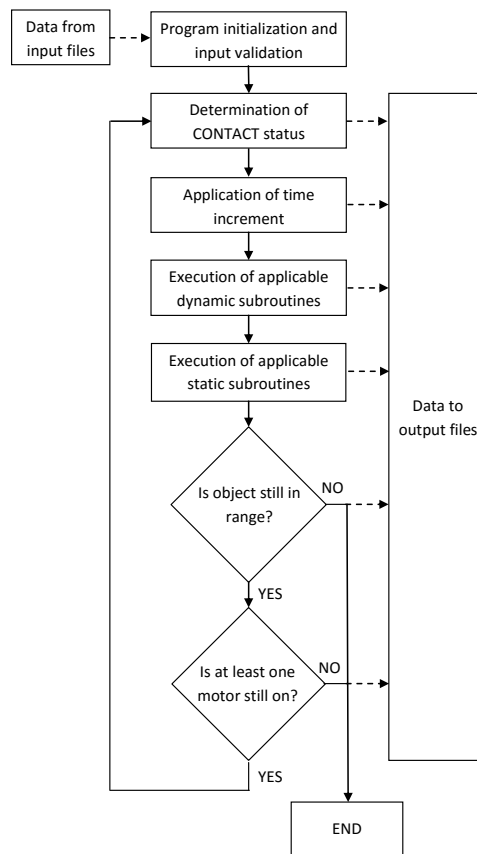 Data from
input files
Program initialization and
input validation
Determination of
CONTACT status
Application of time
increment
Execution of applicable
dynamic subroutines
Execution of applicable
static subroutines
Data to
output files
Is object still in
range?
NO
YES
Is at least one
motor still on?
NO
YES
END